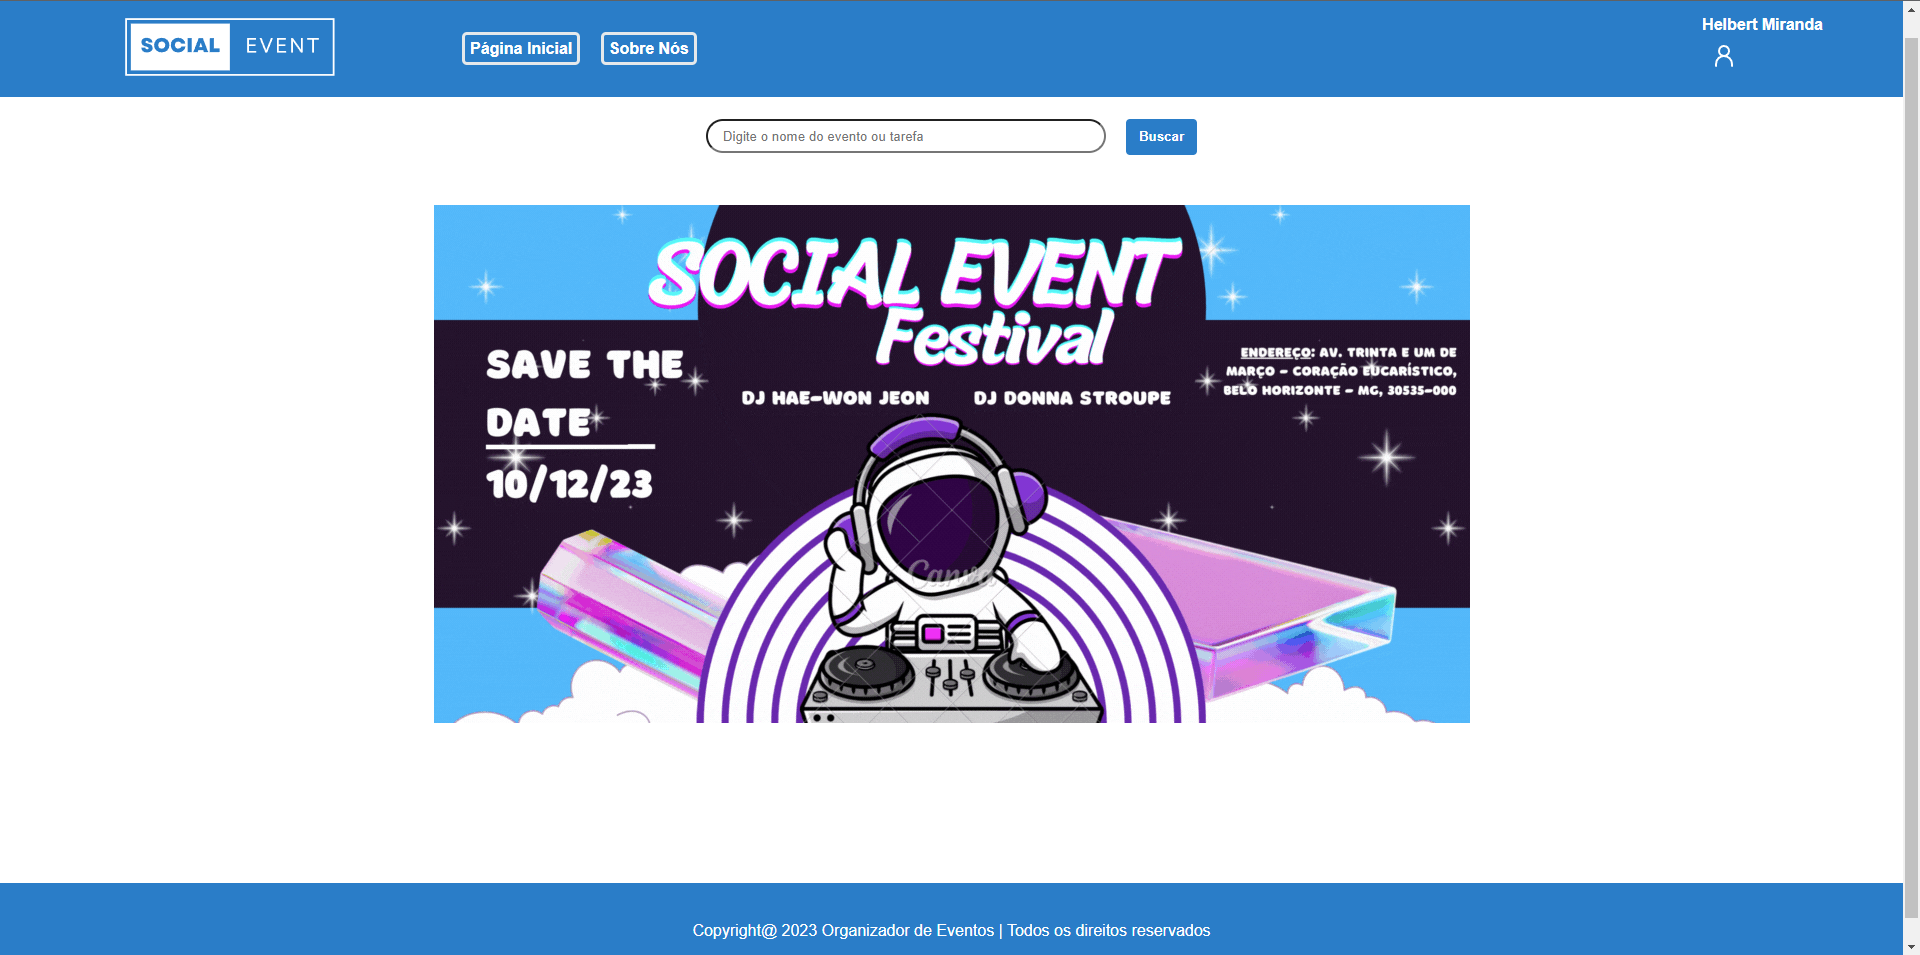 SOCIAL EVENT
Página Inicial
Sobre Nós
Helbert Miranda
Digite o nome do evento ou tarefa
Buscar
SOCIAL EVENT
Festival
SAVE THE
DATE
10/12/23
DJ HAE-WON JEON
DJ DONNA STROUPE
ENDEREÇO: AV. TRINTA E UM DE
MARÇO - CORAÇÃO EUCARÍSTICO,
BELO HORIZONTE - MG, 30535-000
Canva
Copyright@ 2023 Organizador de Eventos | Todos os direitos reservados